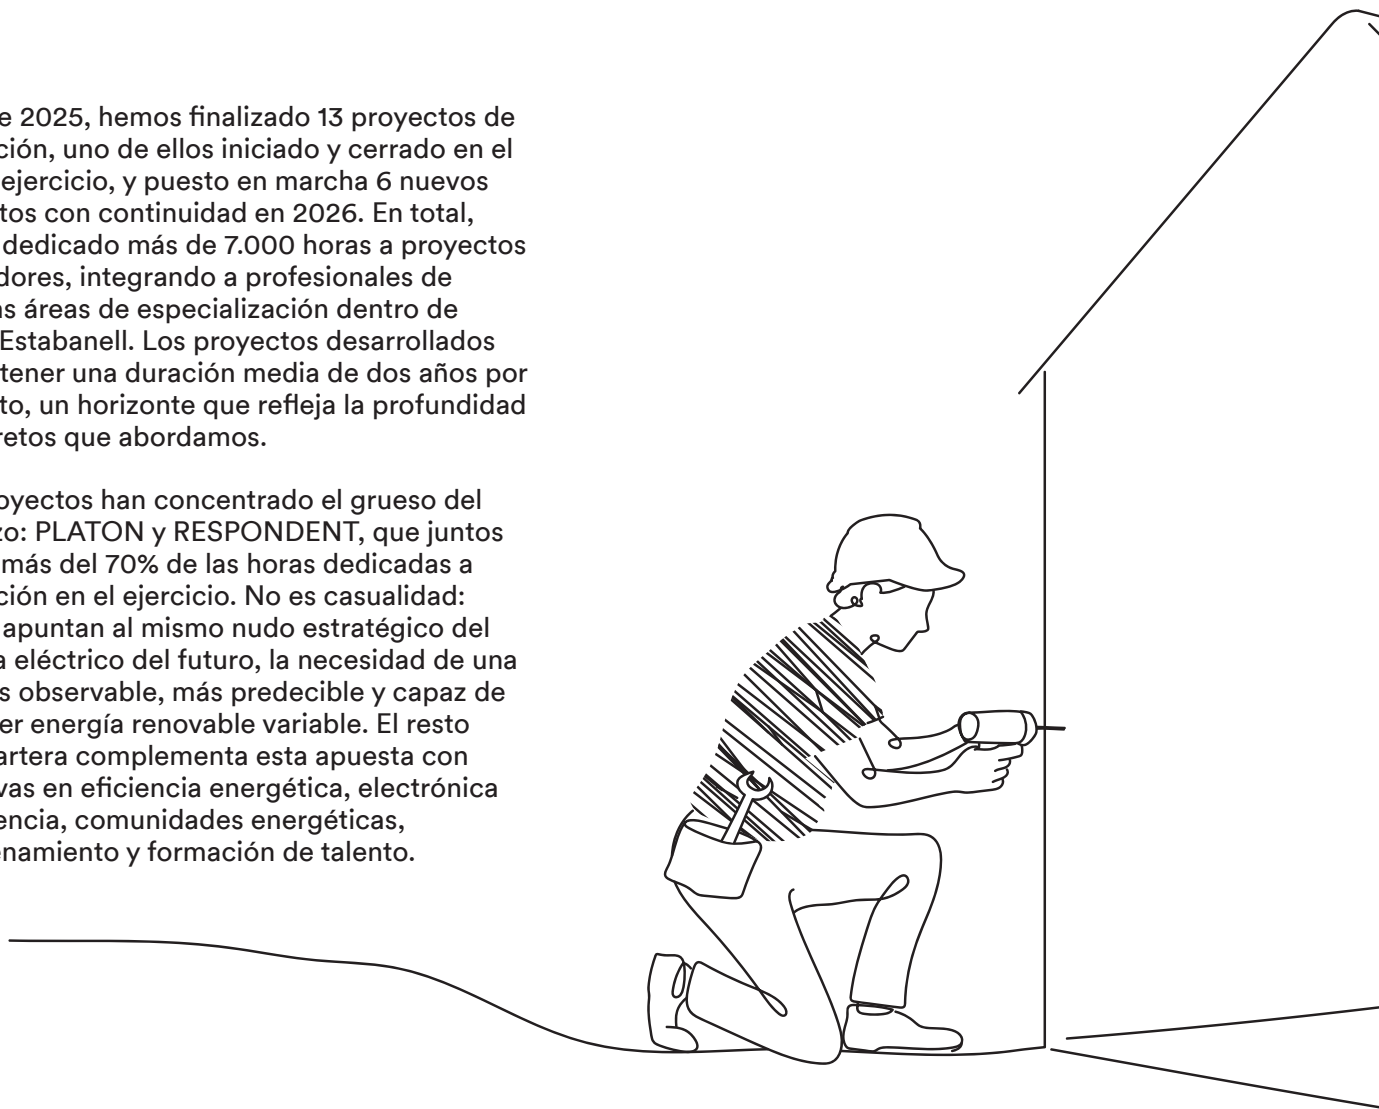 e 2025, hemos finalizado 13 proyectos de
ción, uno de ellos iniciado y cerrado en el
ejercicio, y puesto en marcha 6 nuevos
tos con continuidad en 2026. En total,
dedicado más de 7.000 horas a proyectos
dores, integrando a profesionales de
as áreas de especialización dentro de
Estabanell. Los proyectos desarrollados
tener una duración media de dos años por
to, un horizonte que refleja la profundidad
retos que abordamos.
oyectos han concentrado el grueso del
zo: PLATON y RESPONDENT, que juntos
más del 70% de las horas dedicadas a
ción en el ejercicio. No es casualidad:
apuntan al mismo nudo estratégico del
a eléctrico del futuro, la necesidad de una
s observable, más predecible y capaz de
er energía renovable variable. El resto
artera complementa esta apuesta con
vas en eficiencia energética, electrónica
encia, comunidades energéticas,
enamiento y formación de talento.